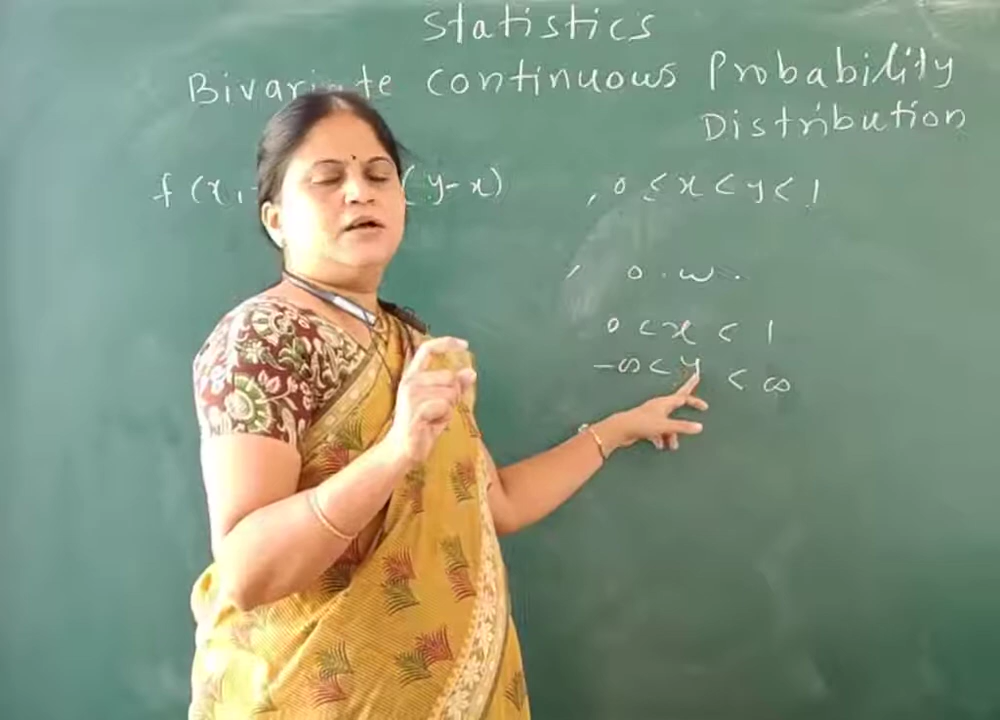 Statistics
Bivariate continuous Probability
Distribution
f(x, (y-x) , 0 ≤ x < y < 1
, o.w.
0 < x < 1
-∞ < y < ∞